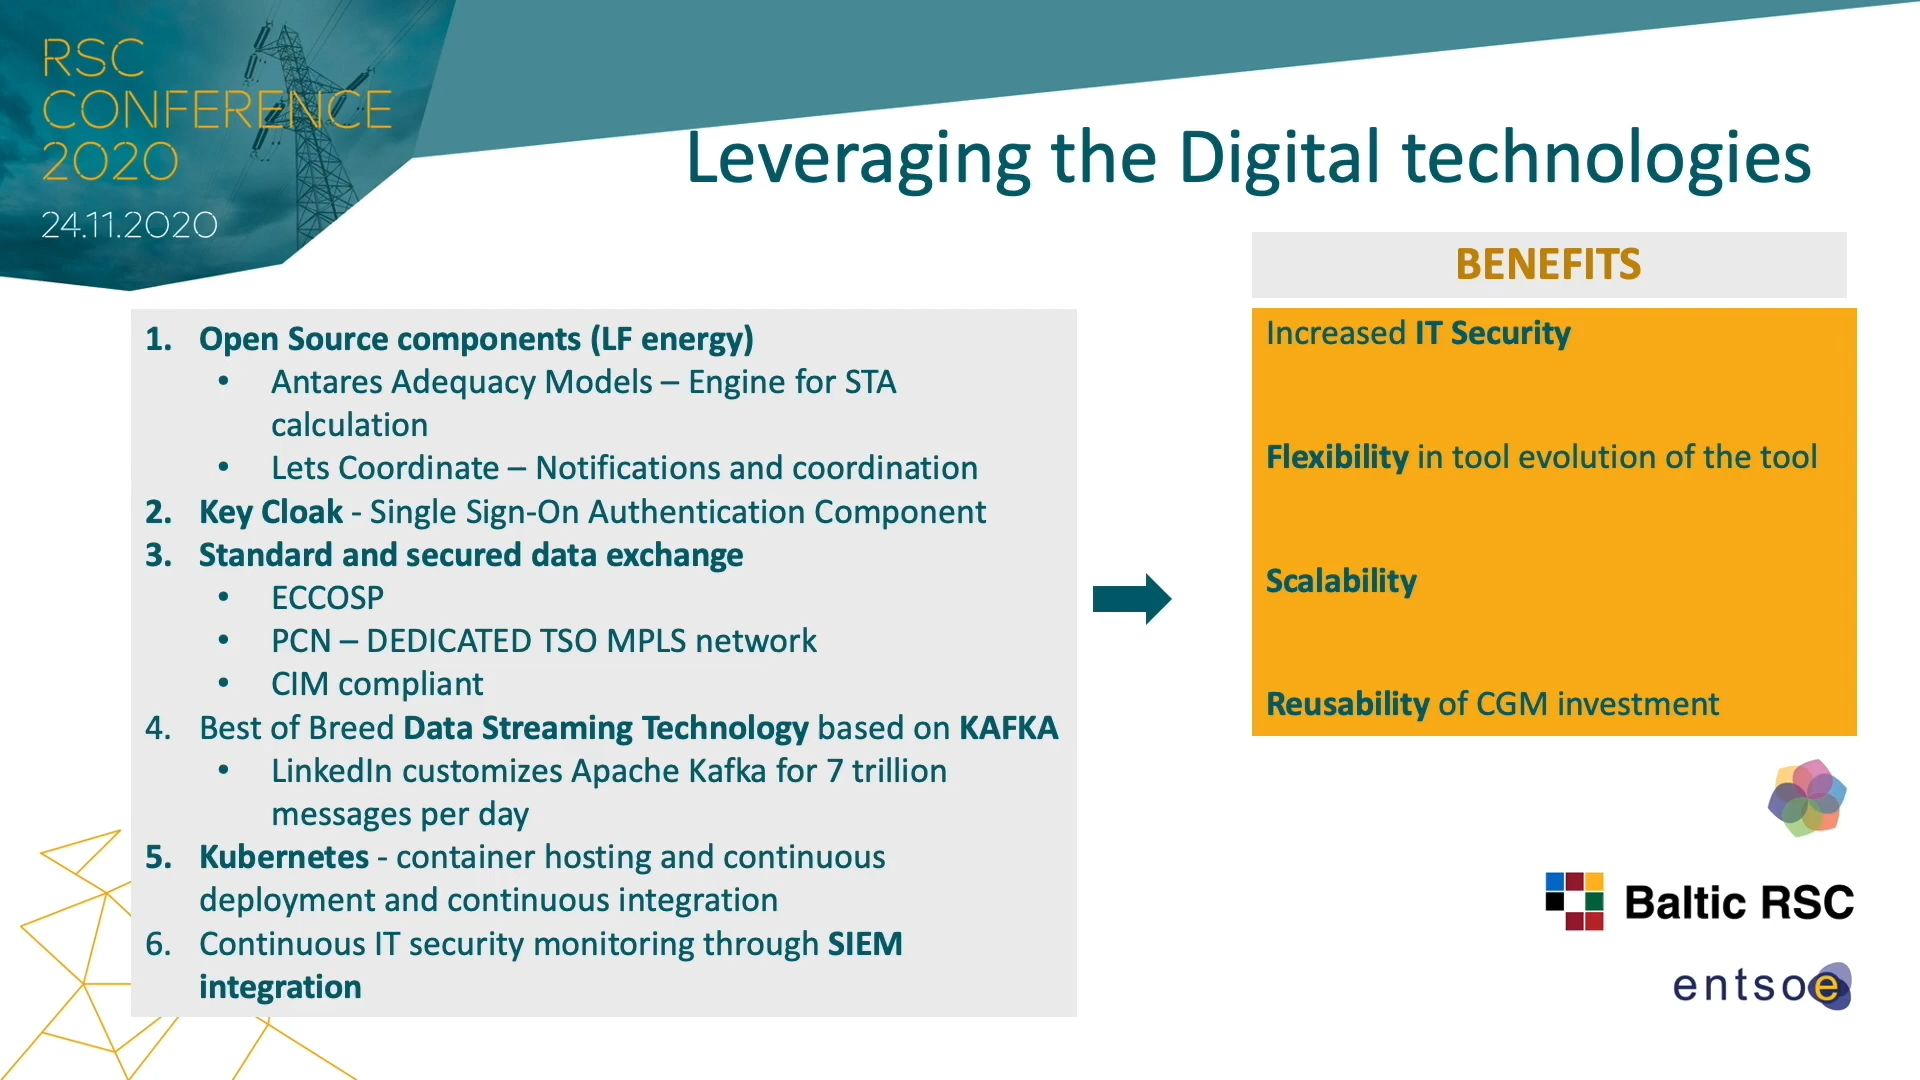 RSC
CONFERENCE
2020
24.11.2020
Leveraging the Digital technologies
1. Open Source components (LF energy)
• Antares Adequacy Models – Engine for STA
calculation
• Lets Coordinate – Notifications and coordination
2. Key Cloak - Single Sign-On Authentication Component
3. Standard and secured data exchange
• ECCOSP
• PCN – DEDICATED TSO MPLS network
• CIM compliant
4. Best of Breed Data Streaming Technology based on KAFKA
• LinkedIn customizes Apache Kafka for 7 trillion
messages per day
5. Kubernetes - container hosting and continuous
deployment and continuous integration
6. Continuous IT security monitoring through SIEM
integration
BENEFITS
Increased IT Security
Flexibility in tool evolution of the tool
Scalability
Reusability of CGM investment
Baltic RSC
entsoe